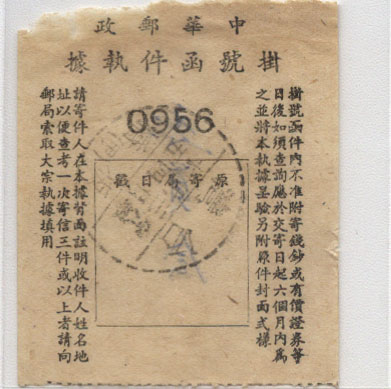 中華郵政
掛號函件執據
掛號函件內不准附寄錢鈔或有價證券等
日後如須查詢應於交寄日起六個月內爲
之並將本執據呈驗另附原件封面式樣
0956
原寄局日戳
請寄件人在本據背面註明收件人姓名地
址以便查考一次寄信三件或以上者請向
郵局索取大宗執據填用